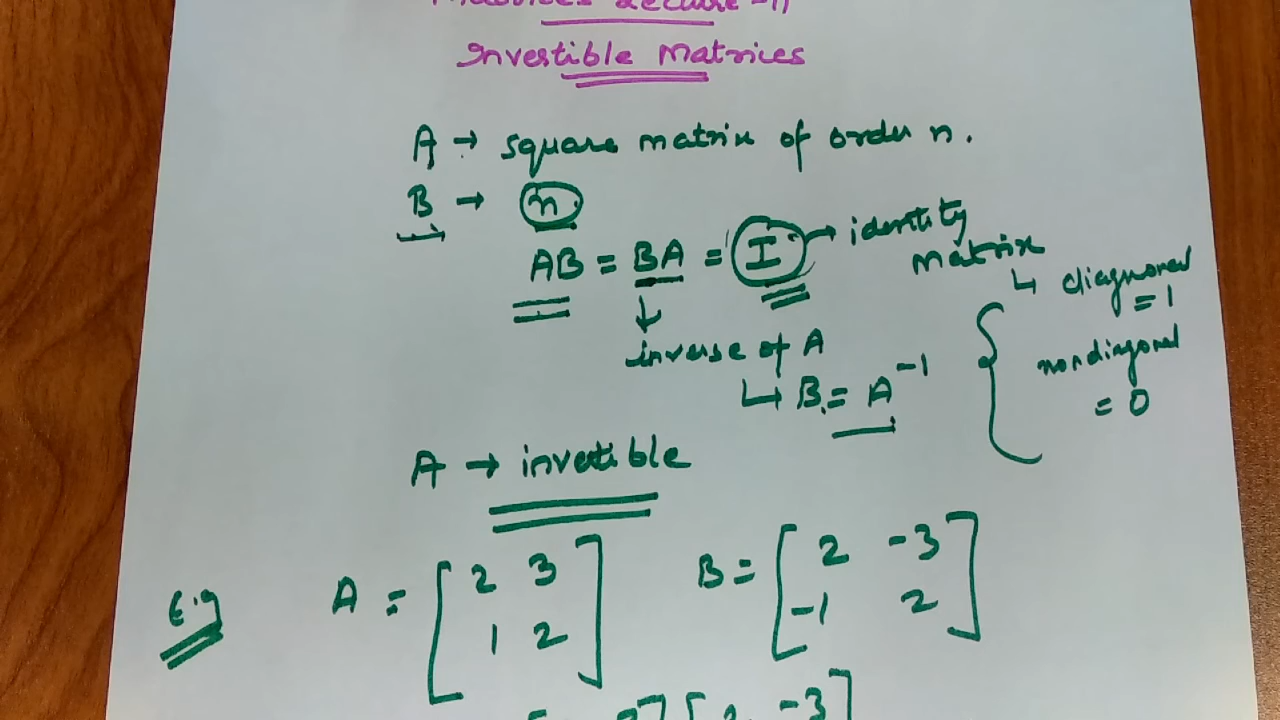 Invertible Matrices
A → square matrix of order n.
B → n
AB = BA = I → identity matrix
↳ diagonal = 1
nondiagonal = 0
↓
inverse of A
↳ B = A⁻¹
A → invertible
E.g
A = [2 3
1 2]
B = [2 -3
-1 2]
-3]